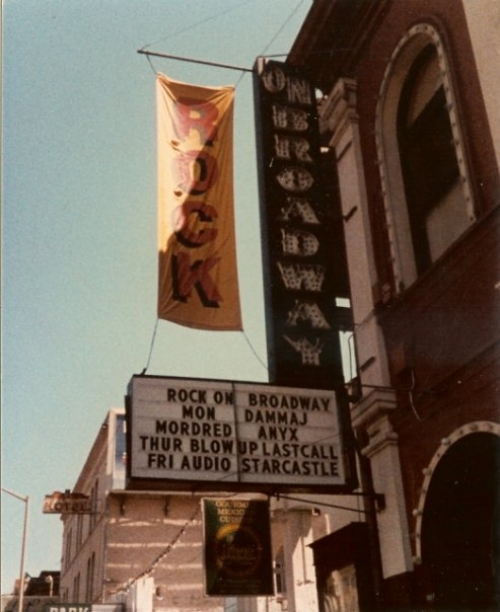 ROCK
ON BROADWAY
ROCK ON BROADWAY
MON DAMMAJ
MORDRED ANYX
THUR BLOWUP LASTCALL
FRI AUDIO STARCASTLE
HOTEL
PARK